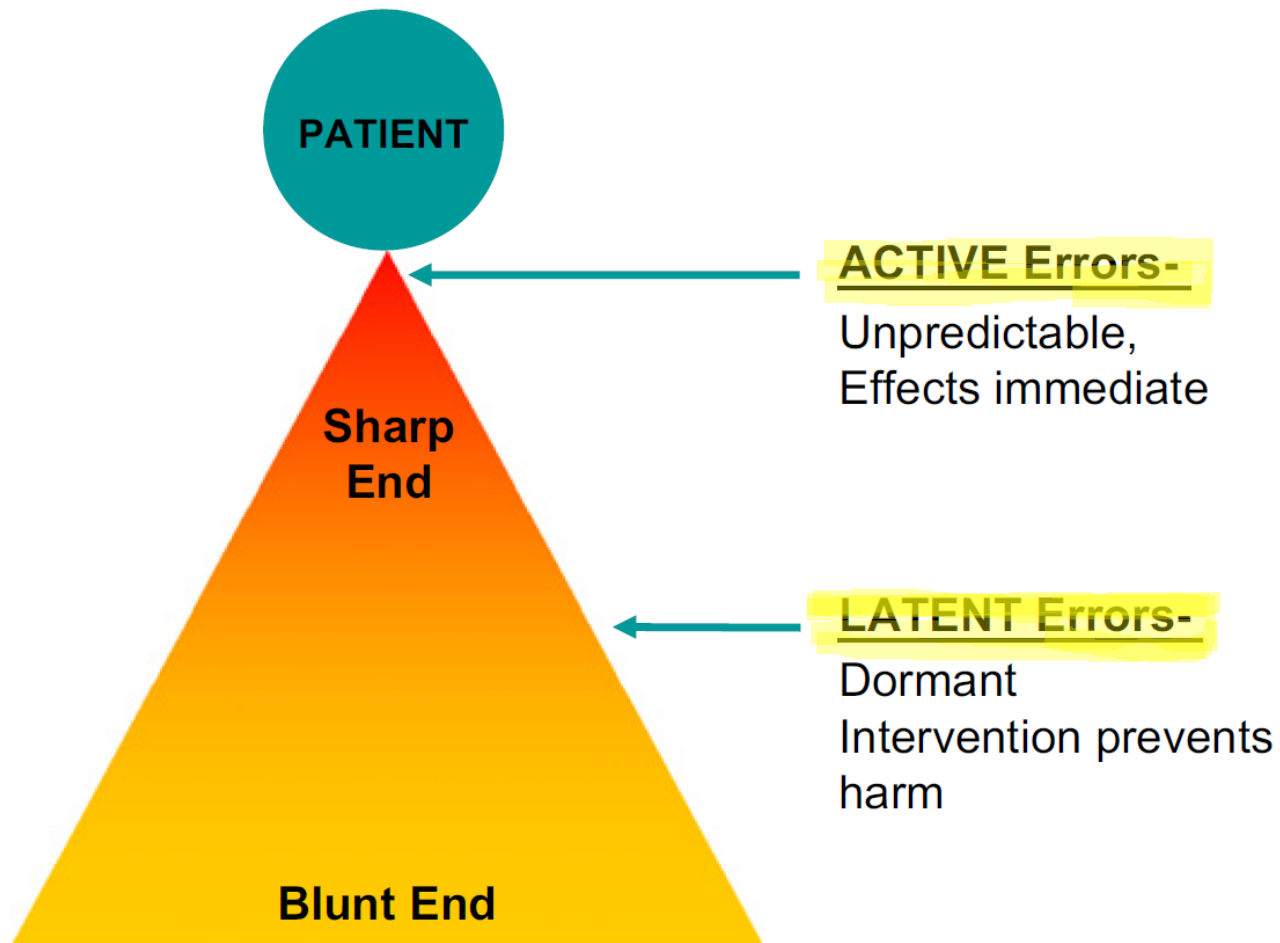 PATIENT
ACTIVE Errors-
Unpredictable,
Effects immediate
Sharp
End
LATENT Errors-
Dormant
Intervention prevents
harm
Blunt End